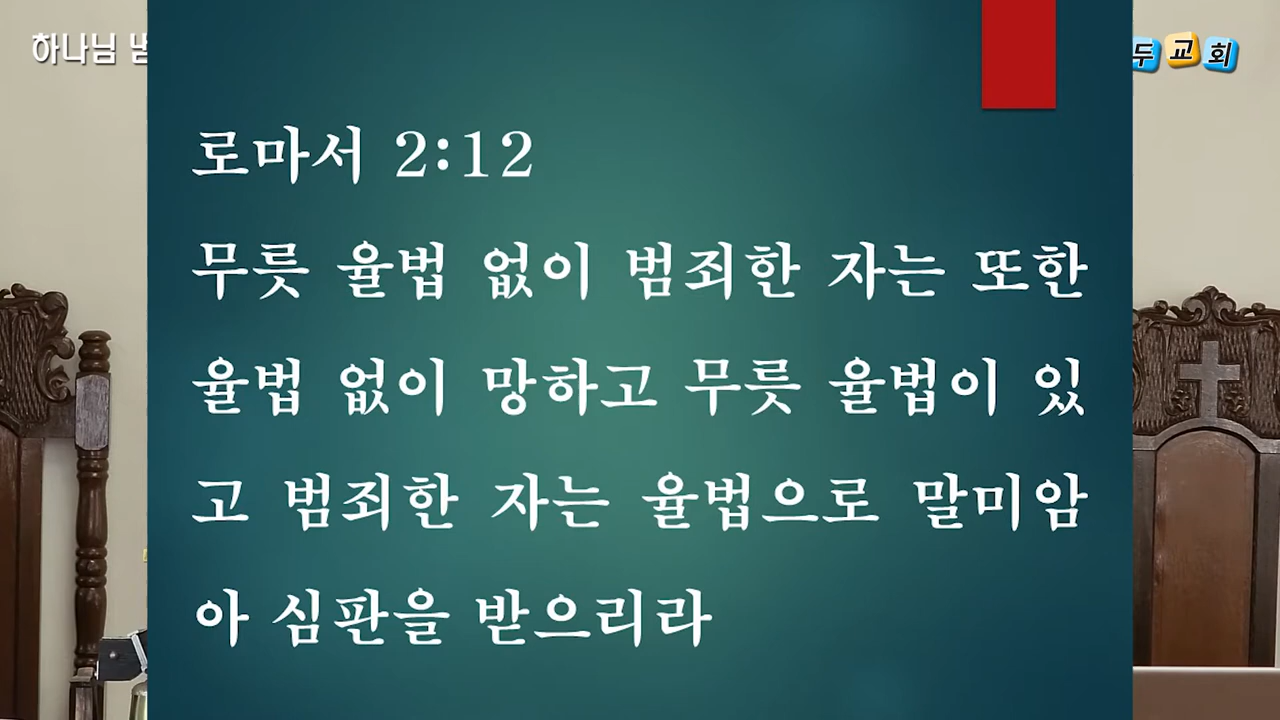 하나님
두교회
로마서 2:12
무릇 율법 없이 범죄한 자는 또한
율법 없이 망하고 무릇 율법이 있
고 범죄한 자는 율법으로 말미암
아 심판을 받으리라